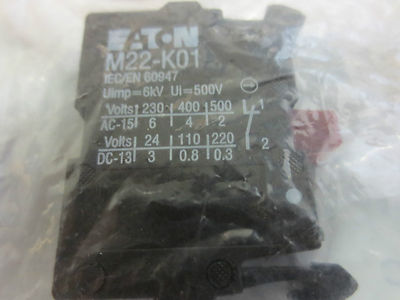 EATON
M22-K01
IEC/EN 60947
Uimp=6kV Ui=500V
Volts 230 400 500
AC-15 6 4 2
Volts 24 110 220
DC-13 3 0.8 0.3
1
2